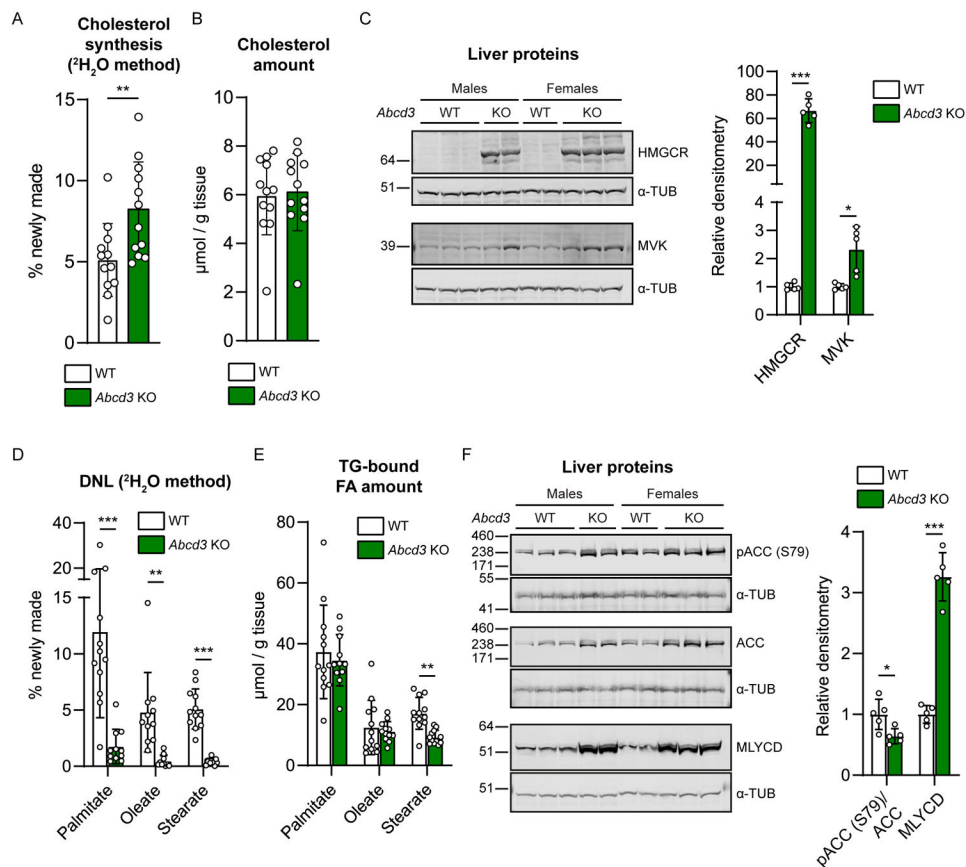 A
Cholesterol
synthesis
(²H₂O method)
**
15
10
5
0
% newly made
WT
Abcd3 KO
B
Cholesterol
amount
10
8
6
4
2
0
µmol / g tissue
WT
Abcd3 KO
C
Liver proteins
Males Females
Abcd3 WT KO WT KO
64
HMGCR
51
α-TUB
39
MVK
α-TUB
WT
Abcd3 KO
***
*
100
80
60
40
20
4
2
1
0
Relative densitometry
HMGCR
MVK
D
DNL (²H₂O method)
WT
Abcd3 KO
***
**
***
40
30
20
10
5
0
% newly made
Palmitate
Oleate
Stearate
E
TG-bound
FA amount
WT
Abcd3 KO
**
80
60
40
20
0
µmol / g tissue
Palmitate
Oleate
Stearate
F
Liver proteins
Males Females
Abcd3 WT KO WT KO
460
238
171
pACC (S79)
55
41
α-TUB
460
238
171
ACC
α-TUB
64
51
MLYCD
51
α-TUB
WT
Abcd3 KO
***
*
4
3
2
1
0
Relative densitometry
pACC (S79)/
ACC
MLYCD